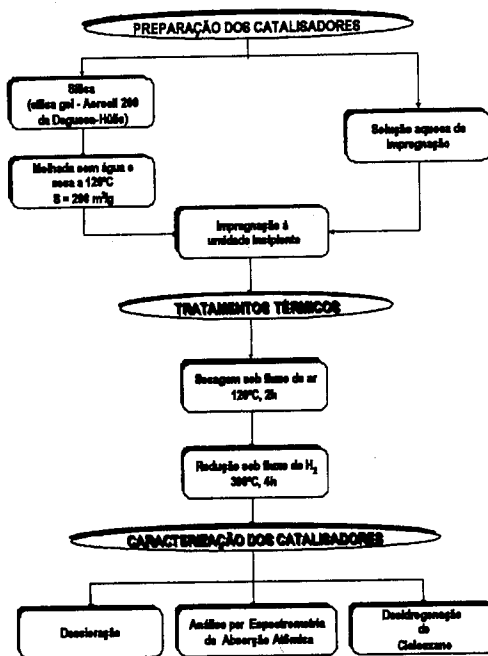 PREPARAÇÃO DOS CATALISADORES
Sílica
(sílica gel - Aerosil 200
da Degussa-Hüls)
Solução aquosa de
Impregnação
Molhada com água e
seca a 120ºC
S = 200 m²/g
Impregnação à
umidade incipiente
TRATAMENTOS TÉRMICOS
Secagem sob fluxo de ar
120ºC, 2h
Redução sob fluxo de H₂
300ºC, 4h
CARACTERIZAÇÃO DOS CATALISADORES
Análise por Espectrometria
de Absorção Atômica
Desidrogenação
de
Cicloexano